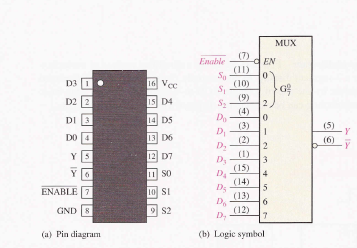 MUX
Enable (7) EN
S0 (11) 0
S1 (10) G 0/7
S2 (9) 2
D0 (4) 0
D1 (3) 1 (5) Y
D2 (2) 2 (6) Y̅
D3 (1) 3
D4 (15) 4
D5 (14) 5
D6 (13) 6
D7 (12) 7
D3 1 16 VCC
D2 2 15 D4
D1 3 14 D5
D0 4 13 D6
Y 5 12 D7
Y̅ 6 11 S0
ENABLE 7 10 S1
GND 8 9 S2
(a) Pin diagram
(b) Logic symbol